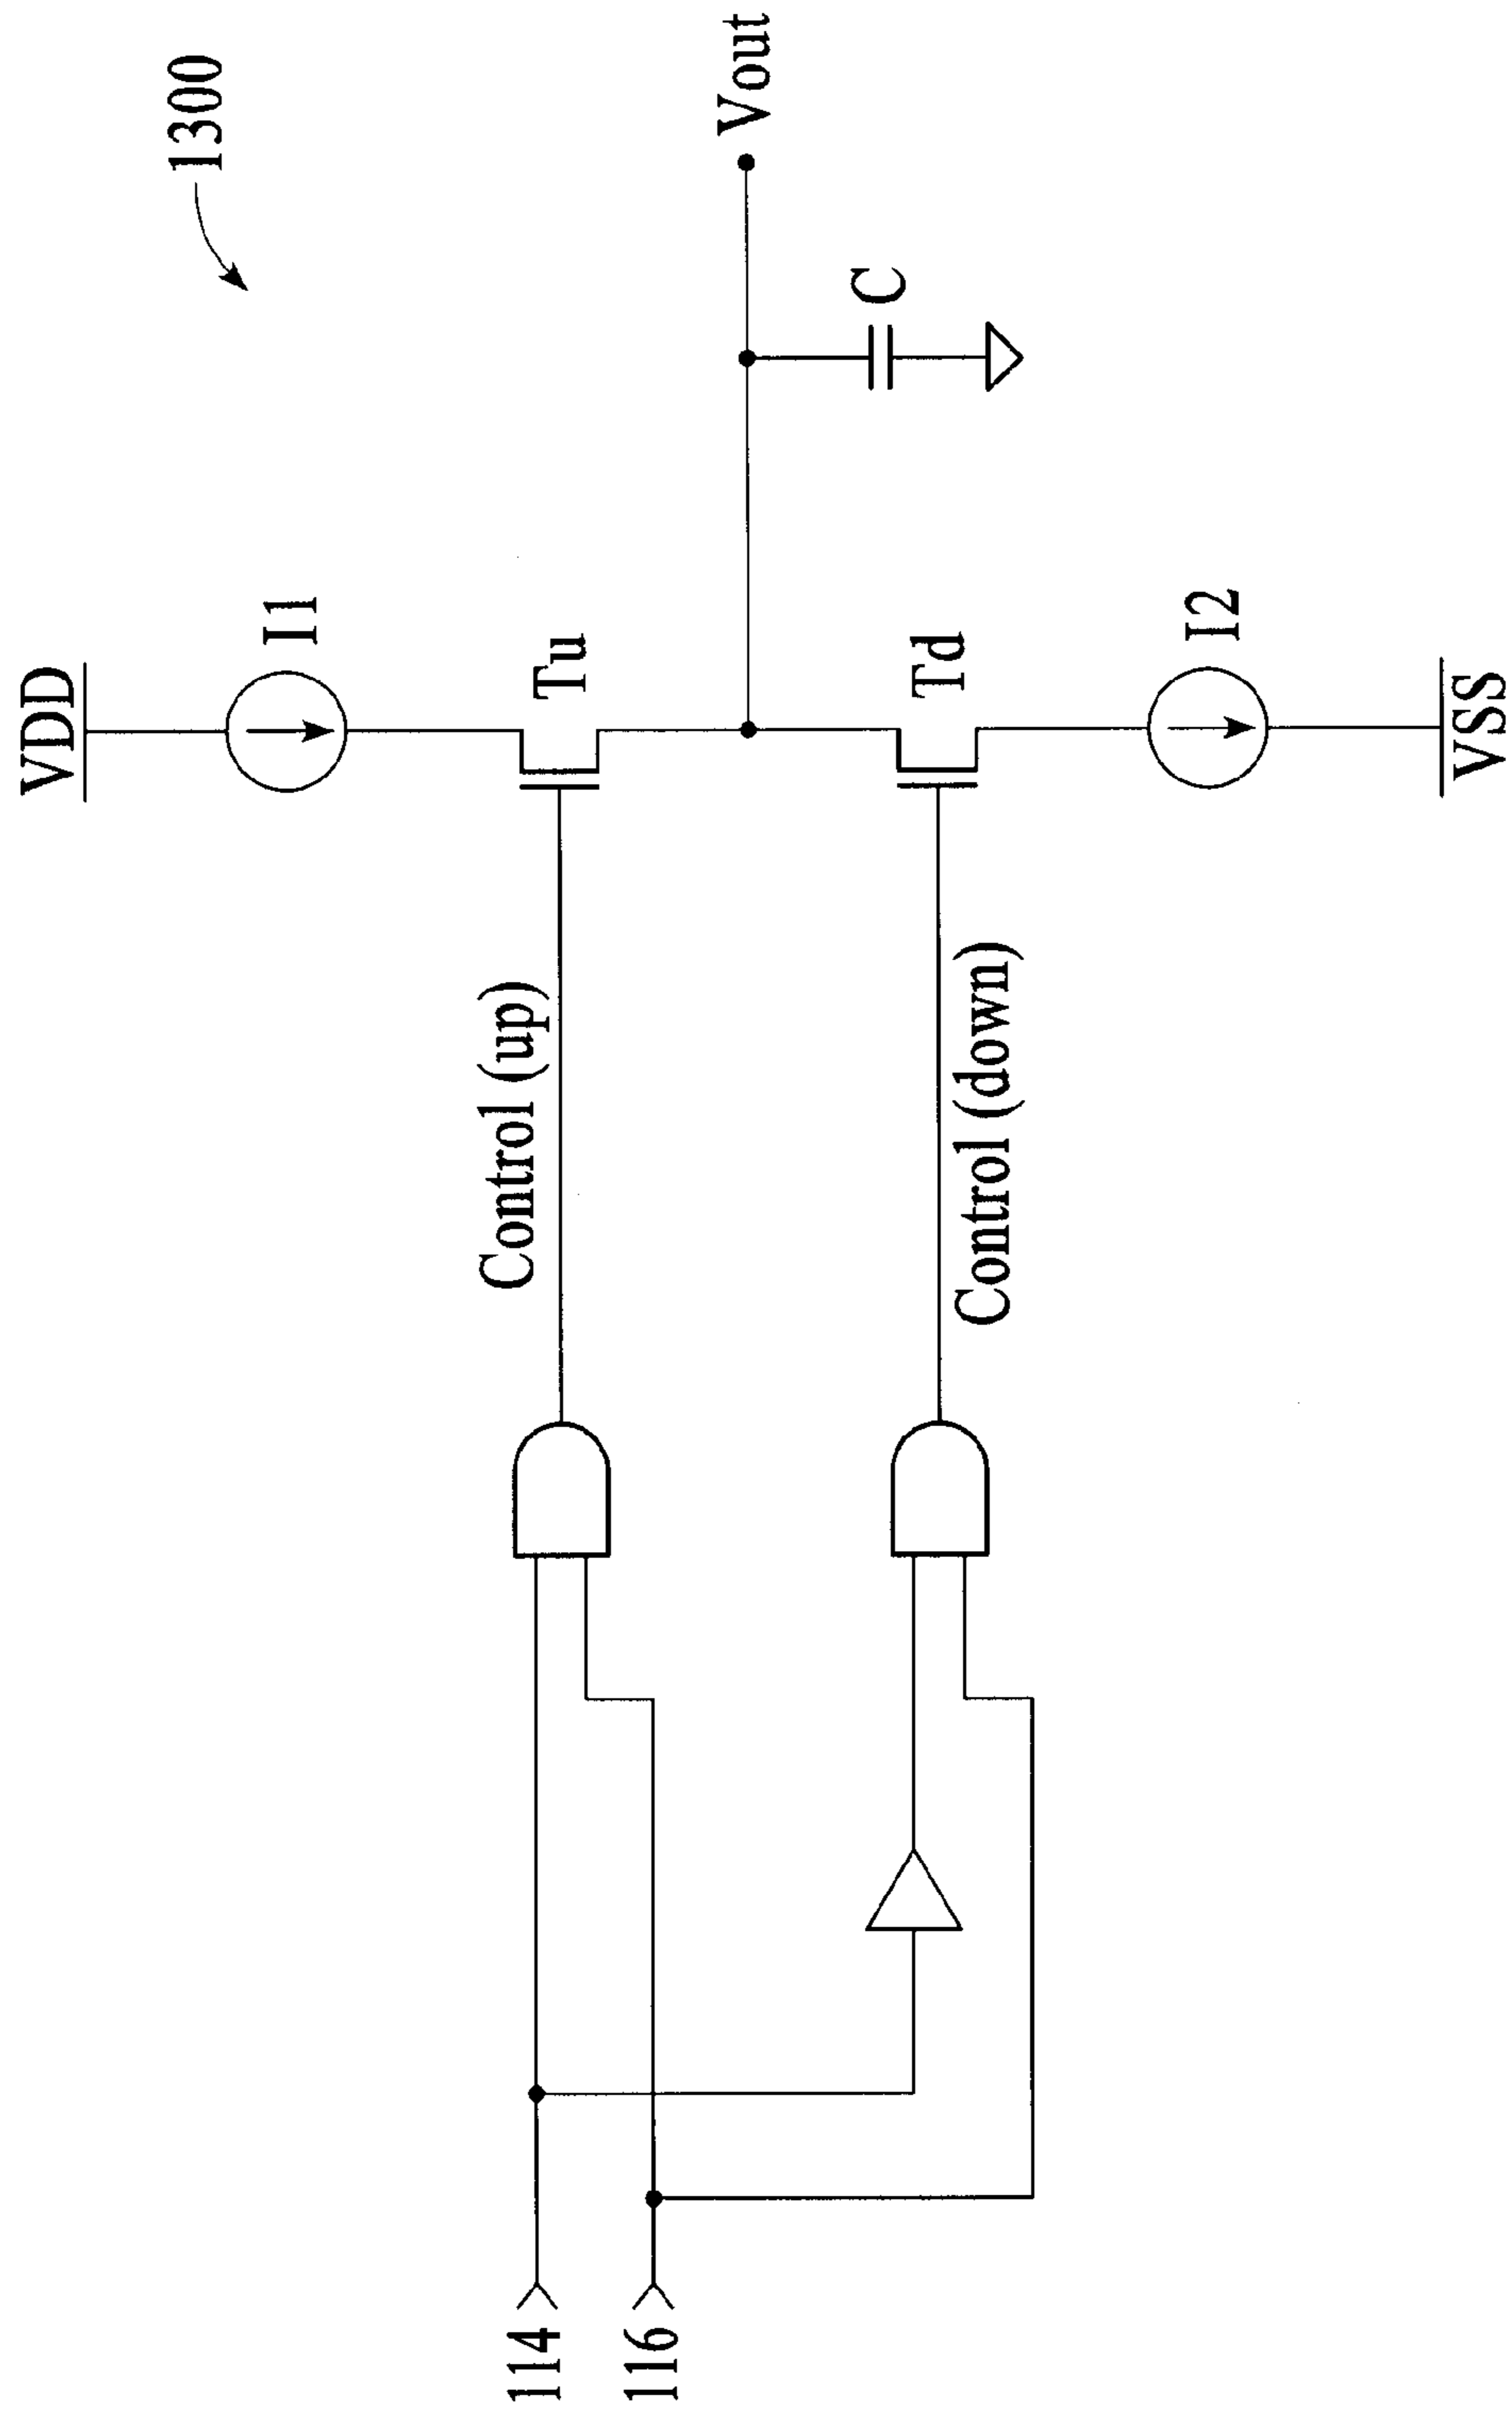 1300
VDD
I1
Tu
Control (up)
Vout
C
114
116
Td
Control (down)
I2
VSS